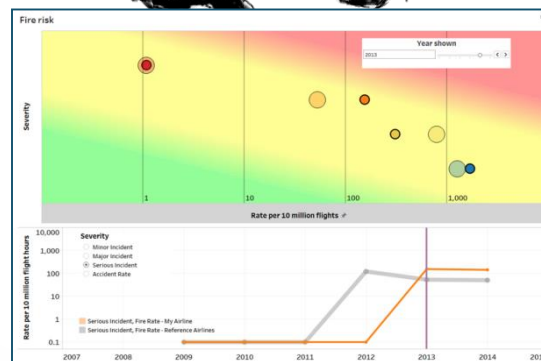 Fire risk
Year shown
2013
Severity
1
10
100
1,000
Rate per 10 million flights
Rate per 10 million flight hours
10,000
1,000
100
10
1
0.1
Severity
Minor Incident
Major Incident
Serious Incident
Accident Rate
Serious Incident, Fire Rate - My Airline
Serious Incident, Fire Rate - Reference Airlines
2007
2008
2009
2010
2011
2012
2013
2014